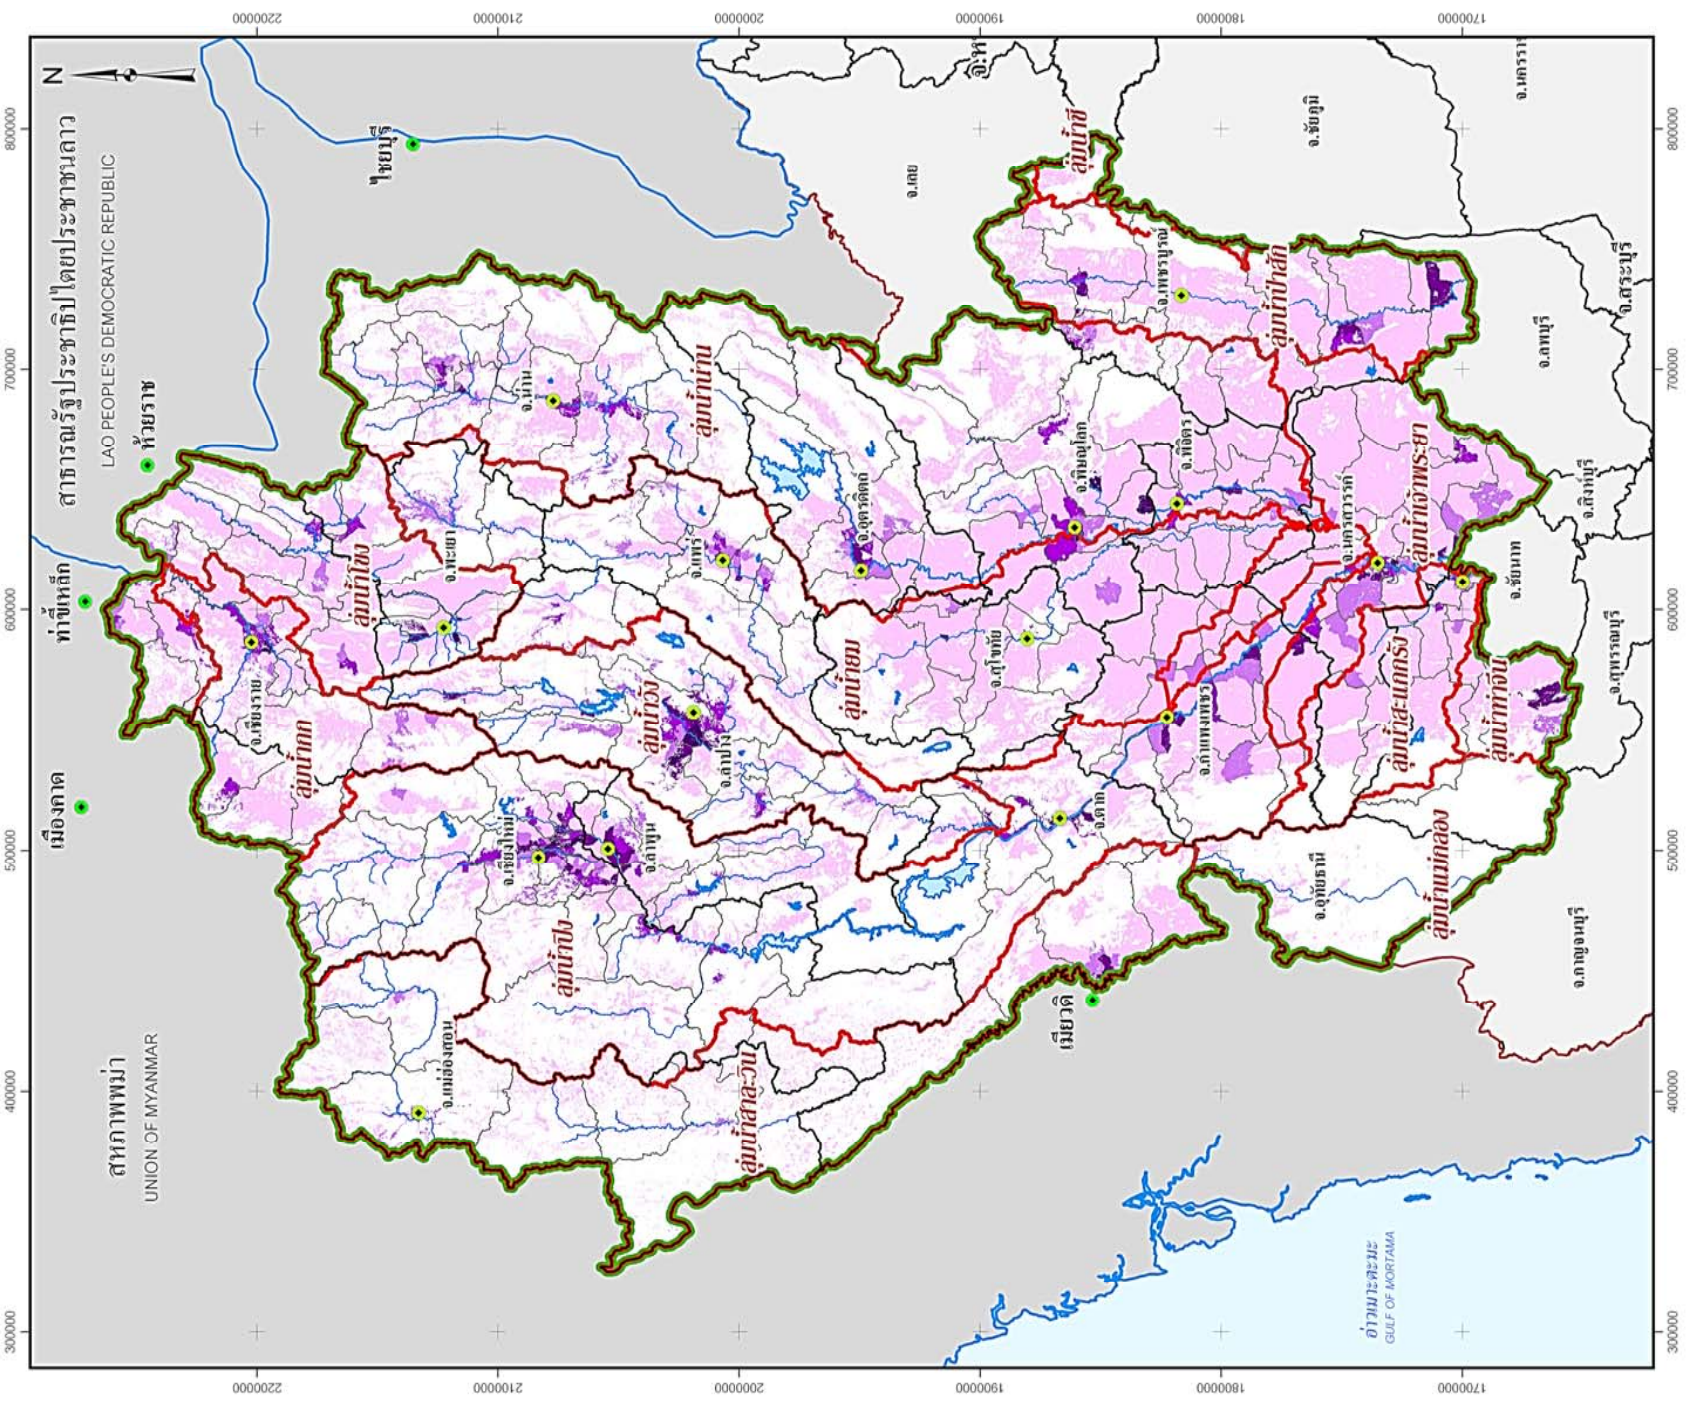 N
สาธารณรัฐประชาธิปไตยประชาชนลาว
LAO PEOPLE'S DEMOCRATIC REPUBLIC
สหภาพพม่า
UNION OF MYANMAR
เมืองภาค
ท่าขี้เหล็ก
ห้วยราช
ไชยบุรี
เมียวดี
อ่าวเมาะตะมะ
GULF OF MORTAMA
จ.เชียงราย
จ.พะเยา
จ.น่าน
จ.แพร่
จ.ลำปาง
จ.เชียงใหม่
จ.ลำพูน
จ.แม่ฮ่องสอน
จ.อุตรดิตถ์
จ.สุโขทัย
จ.ตาก
จ.พิษณุโลก
จ.พิจิตร
จ.เพชรบูรณ์
จ.กำแพงเพชร
จ.นครสวรรค์
จ.อุทัยธานี
จ.เลย
จ.ชัยภูมิ
จ.ลพบุรี
จ.สระบุรี
จ.สิงห์บุรี
จ.ชัยนาท
จ.สุพรรณบุรี
จ.กาญจนบุรี
จ.นครรา
ลุ่มน้ำโขง
ลุ่มน้ำกก
ลุ่มน้ำน่าน
ลุ่มน้ำวัง
ลุ่มน้ำปิง
ลุ่มน้ำยม
ลุ่มน้ำสาละวิน
ลุ่มน้ำชี
ลุ่มน้ำป่าสัก
ลุ่มน้ำเจ้าพระยา
ลุ่มน้ำสะแกกรัง
ลุ่มน้ำท่าจีน
ลุ่มน้ำแม่กลอง
300000
400000
500000
600000
700000
800000
300000
400000
500000
600000
700000
800000
2200000
2100000
2000000
1900000
1800000
1700000
2200000
2100000
2000000
1900000
1800000
1700000